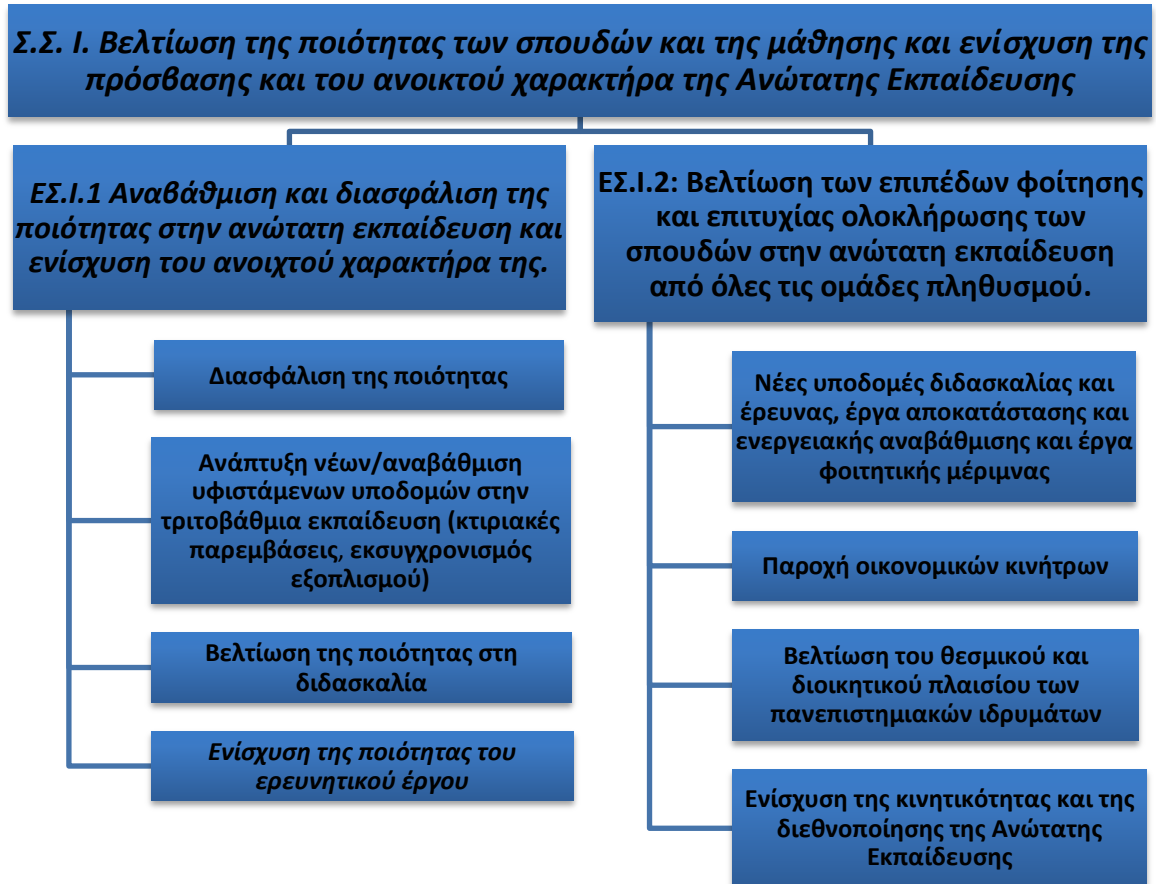 Σ.Σ. Ι. Βελτίωση της ποιότητας των σπουδών και της μάθησης και ενίσχυση της
πρόσβασης και του ανοικτού χαρακτήρα της Ανώτατης Εκπαίδευσης
ΕΣ.Ι.1 Αναβάθμιση και διασφάλιση της
ποιότητας στην ανώτατη εκπαίδευση και
ενίσχυση του ανοιχτού χαρακτήρα της.
Διασφάλιση της ποιότητας
Ανάπτυξη νέων/αναβάθμιση
υφιστάμενων υποδομών στην
τριτοβάθμια εκπαίδευση (κτιριακές
παρεμβάσεις, εκσυγχρονισμός
εξοπλισμού)
Βελτίωση της ποιότητας στη
διδασκαλία
Ενίσχυση της ποιότητας του
ερευνητικού έργου
ΕΣ.Ι.2: Βελτίωση των επιπέδων φοίτησης
και επιτυχίας ολοκλήρωσης των
σπουδών στην ανώτατη εκπαίδευση
από όλες τις ομάδες πληθυσμού.
Νέες υποδομές διδασκαλίας και
έρευνας, έργα αποκατάστασης και
ενεργειακής αναβάθμισης και έργα
φοιτητικής μέριμνας
Παροχή οικονομικών κινήτρων
Βελτίωση του θεσμικού και
διοικητικού πλαισίου των
πανεπιστημιακών ιδρυμάτων
Ενίσχυση της κινητικότητας και της
διεθνοποίησης της Ανώτατης
Εκπαίδευσης